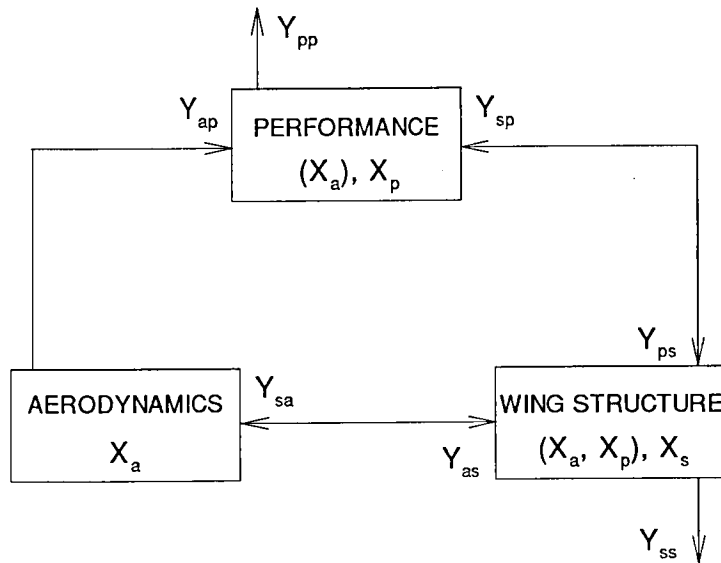 Y_pp
Y_ap
Y_sp
PERFORMANCE
(X_a), X_p
Y_ps
AERODYNAMICS
X_a
Y_sa
Y_as
WING STRUCTURE
(X_a, X_p), X_s
Y_ss